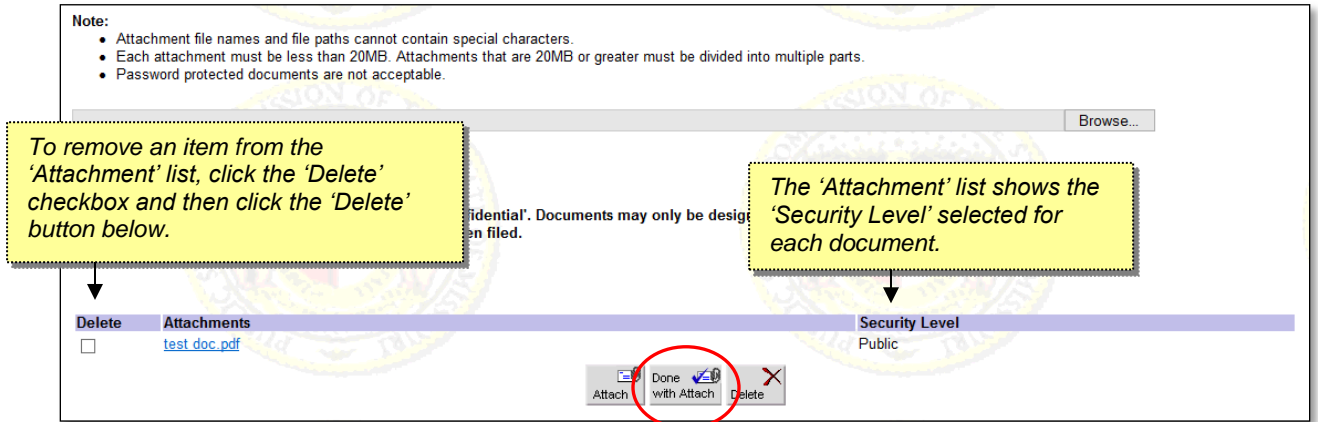 Note:
• Attachment file names and file paths cannot contain special characters.
• Each attachment must be less than 20MB. Attachments that are 20MB or greater must be divided into multiple parts.
• Password protected documents are not acceptable.
Browse...
To remove an item from the
‘Attachment’ list, click the ‘Delete’
checkbox and then click the ‘Delete’
button below.
The ‘Attachment’ list shows the
‘Security Level’ selected for
each document.
fidential'. Documents may only be desig
en filed.
Delete Attachments Security Level
test doc.pdf Public
Attach Done with Attach Delete